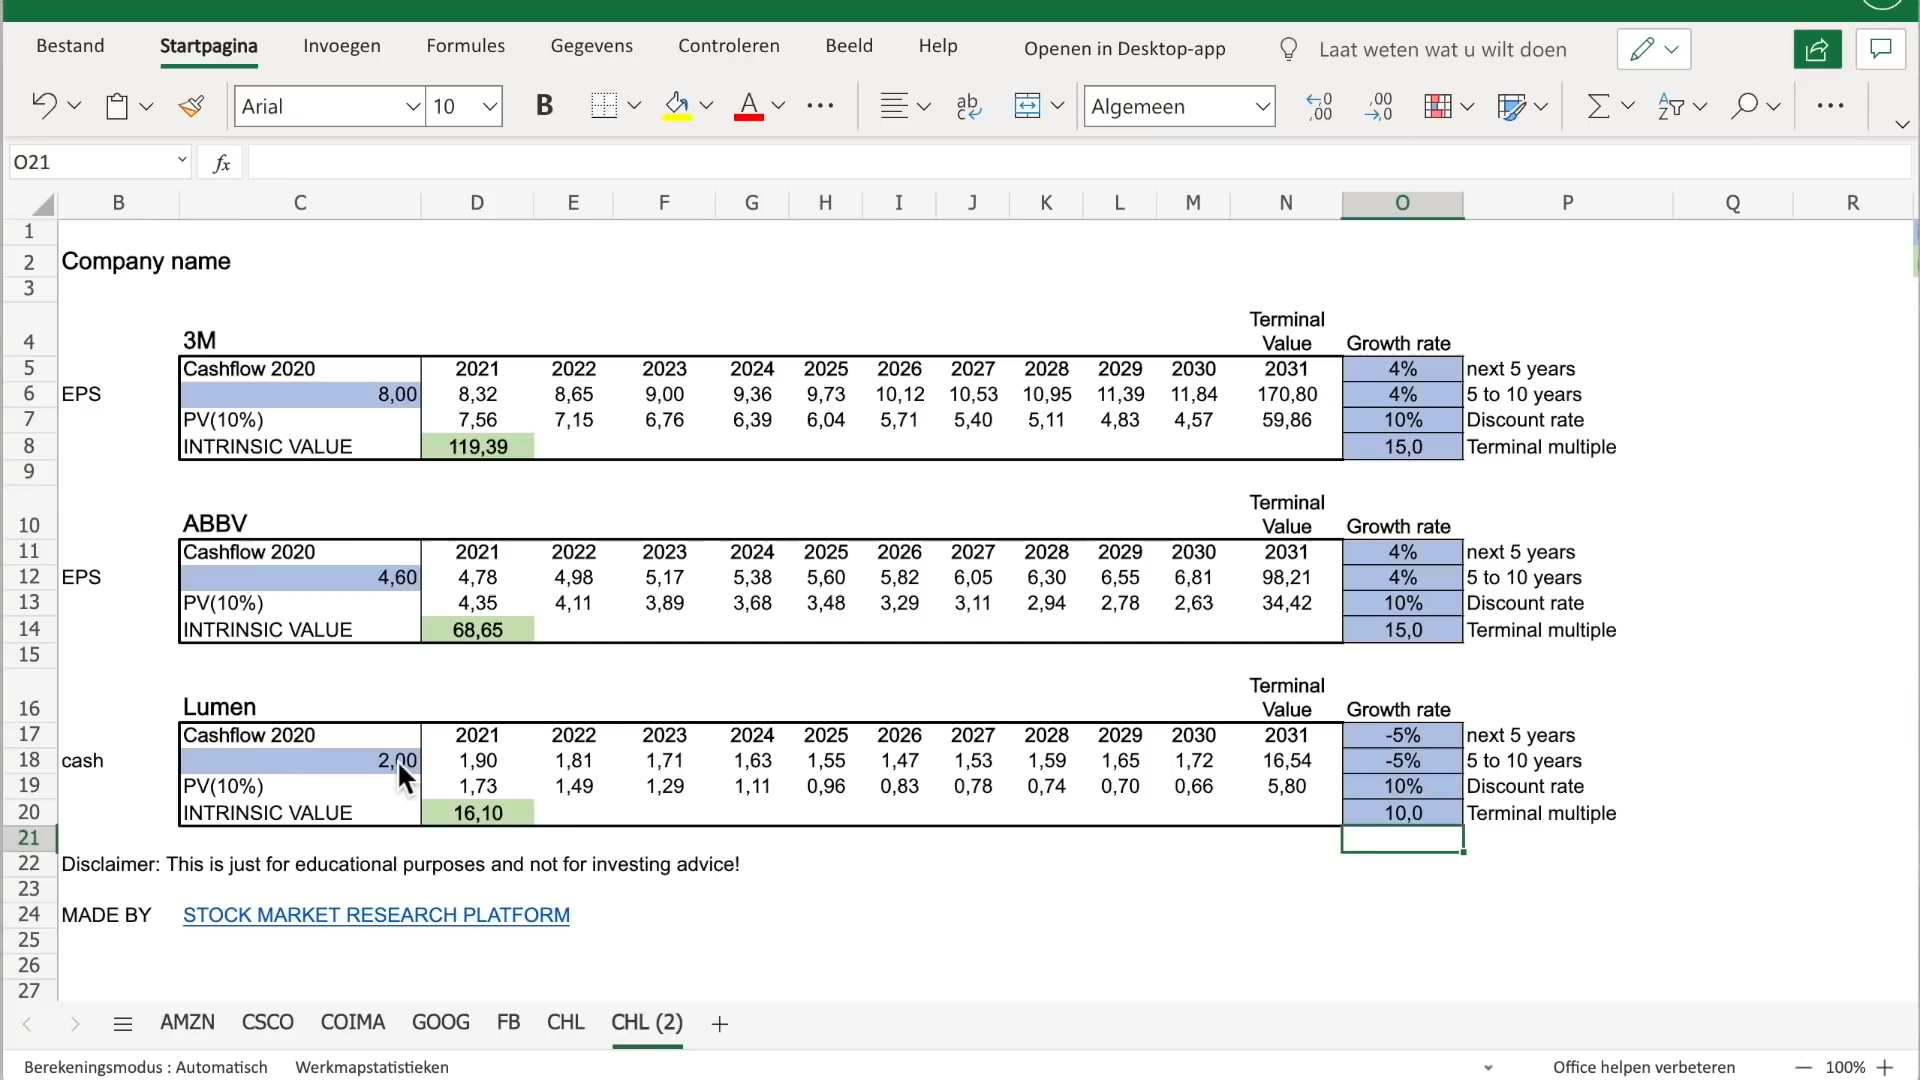 Bestand Startpagina Invoegen Formules Gegevens Controleren Beeld Help Openen in Desktop-app Laat weten wat u wilt doen
Arial 10 B A ab c Algemeen ,00 ,00 ,0
O21 fx
B C D E F G H I J K L M N O P Q R
1
2 Company name
3
Terminal
4 3M Value Growth rate
5 Cashflow 2020 2021 2022 2023 2024 2025 2026 2027 2028 2029 2030 2031 4% next 5 years
6 EPS 8,00 8,32 8,65 9,00 9,36 9,73 10,12 10,53 10,95 11,39 11,84 170,80 4% 5 to 10 years
7 PV(10%) 7,56 7,15 6,76 6,39 6,04 5,71 5,40 5,11 4,83 4,57 59,86 10% Discount rate
8 INTRINSIC VALUE 119,39 15,0 Terminal multiple
9
Terminal
10 ABBV Value Growth rate
11 Cashflow 2020 2021 2022 2023 2024 2025 2026 2027 2028 2029 2030 2031 4% next 5 years
12 EPS 4,60 4,78 4,98 5,17 5,38 5,60 5,82 6,05 6,30 6,55 6,81 98,21 4% 5 to 10 years
13 PV(10%) 4,35 4,11 3,89 3,68 3,48 3,29 3,11 2,94 2,78 2,63 34,42 10% Discount rate
14 INTRINSIC VALUE 68,65 15,0 Terminal multiple
15
Terminal
16 Lumen Value Growth rate
17 Cashflow 2020 2021 2022 2023 2024 2025 2026 2027 2028 2029 2030 2031 -5% next 5 years
18 cash 2,00 1,90 1,81 1,71 1,63 1,55 1,47 1,53 1,59 1,65 1,72 16,54 -5% 5 to 10 years
19 PV(10%) 1,73 1,49 1,29 1,11 0,96 0,83 0,78 0,74 0,70 0,66 5,80 10% Discount rate
20 INTRINSIC VALUE 16,10 10,0 Terminal multiple
21
22 Disclaimer: This is just for educational purposes and not for investing advice!
23
24 MADE BY STOCK MARKET RESEARCH PLATFORM
25
26
27
AMZN CSCO COIMA GOOG FB CHL CHL (2)
Berekeningsmodus : Automatisch Werkmapstatistieken Office helpen verbeteren 100%